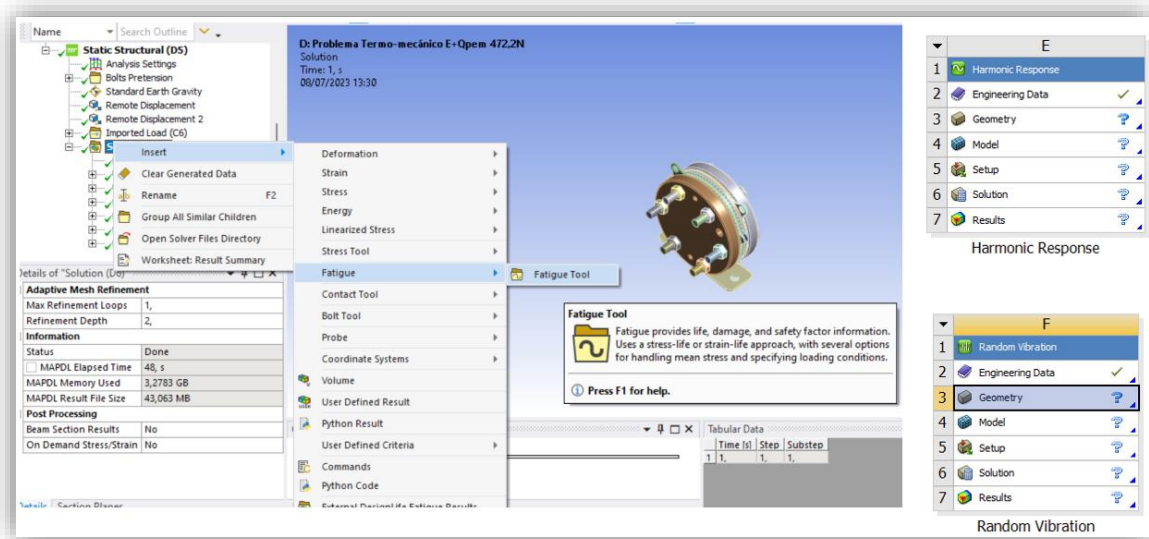 Name Search Outline
Static Structural (D5)
Analysis Settings
Bolts Pretension
Standard Earth Gravity
Remote Displacement
Remote Displacement 2
Imported Load (C6)
S
Insert
Clear Generated Data
Rename F2
Group All Similar Children
Open Solver Files Directory
Worksheet: Result Summary
Details of "Solution (D6)"
Adaptive Mesh Refinement
Max Refinement Loops 1,
Refinement Depth 2,
Information
Status Done
MAPDL Elapsed Time 48, s
MAPDL Memory Used 3,2783 GB
MAPDL Result File Size 43,063 MB
Post Processing
Beam Section Results No
On Demand Stress/Strain No
Details Section Planes
D: Problema Termo-mecánico E+Qpem 472,2N
Solution
Time: 1, s
08/07/2023 13:30
Deformation
Strain
Stress
Energy
Linearized Stress
Stress Tool
Fatigue
Contact Tool
Bolt Tool
Probe
Coordinate Systems
Volume
User Defined Result
Python Result
User Defined Criteria
Commands
Python Code
External DesignLife Fatigue Results
Fatigue Tool
Fatigue Tool
Fatigue provides life, damage, and safety factor information.
Uses a stress-life or strain-life approach, with several options
for handling mean stress and specifying loading conditions.
Press F1 for help.
Tabular Data
Time [s] Step Substep
1 1, 1, 1,
E
1 Harmonic Response
2 Engineering Data
3 Geometry
4 Model
5 Setup
6 Solution
7 Results
Harmonic Response
F
1 Random Vibration
2 Engineering Data
3 Geometry
4 Model
5 Setup
6 Solution
7 Results
Random Vibration